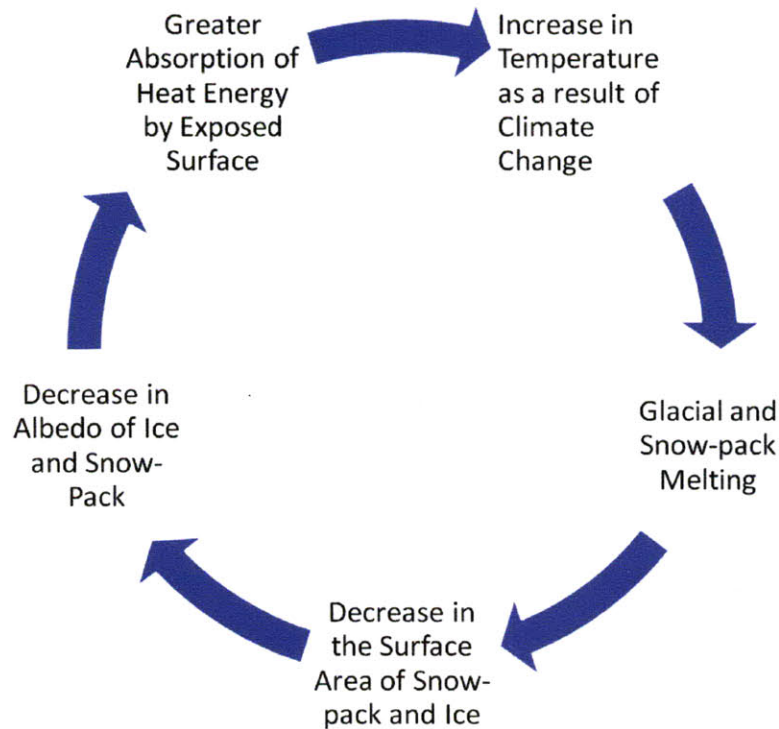 Greater
Absorption of
Heat Energy
by Exposed
Surface
Increase in
Temperature
as a result of
Climate
Change
Glacial and
Snow-pack
Melting
Decrease in
the Surface
Area of Snow-
pack and Ice
Decrease in
Albedo of Ice
and Snow-
Pack